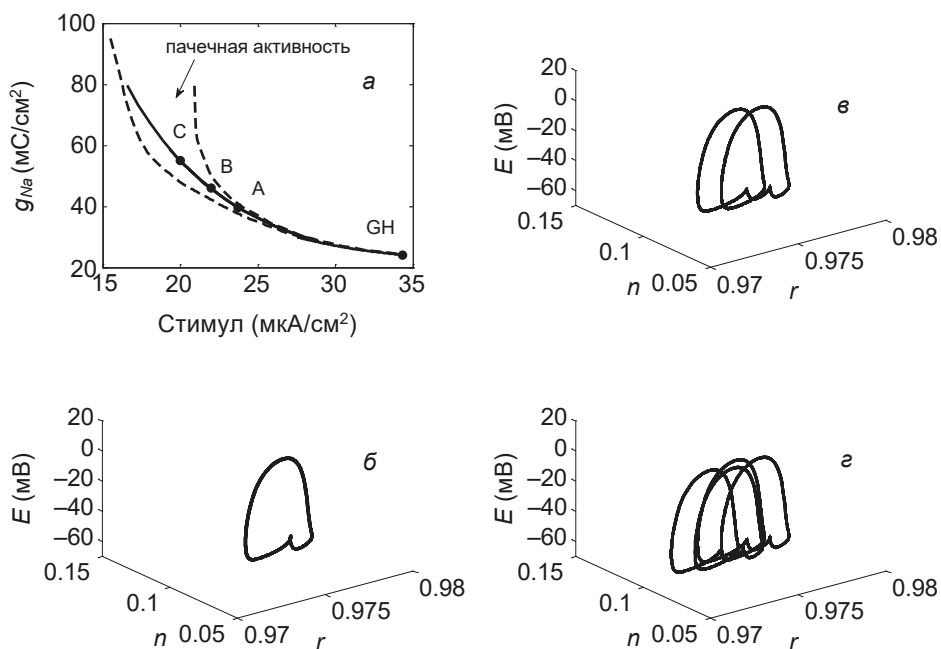 100
80
60
40
20
g_Na (мС/см²)
пачечная активность
а
C
B
A
GH
15 20 25 30 35
Стимул (мкА/см²)
20
0
−20
−40
−60
E (мВ)
в
0.15
0.1
n 0.05
0.97
0.975
0.98
r
20
0
−20
−40
−60
E (мВ)
б
0.15
0.1
n 0.05
0.97
0.975
0.98
r
20
0
−20
−40
−60
E (мВ)
г
0.15
0.1
n 0.05
0.97
0.975
0.98
r